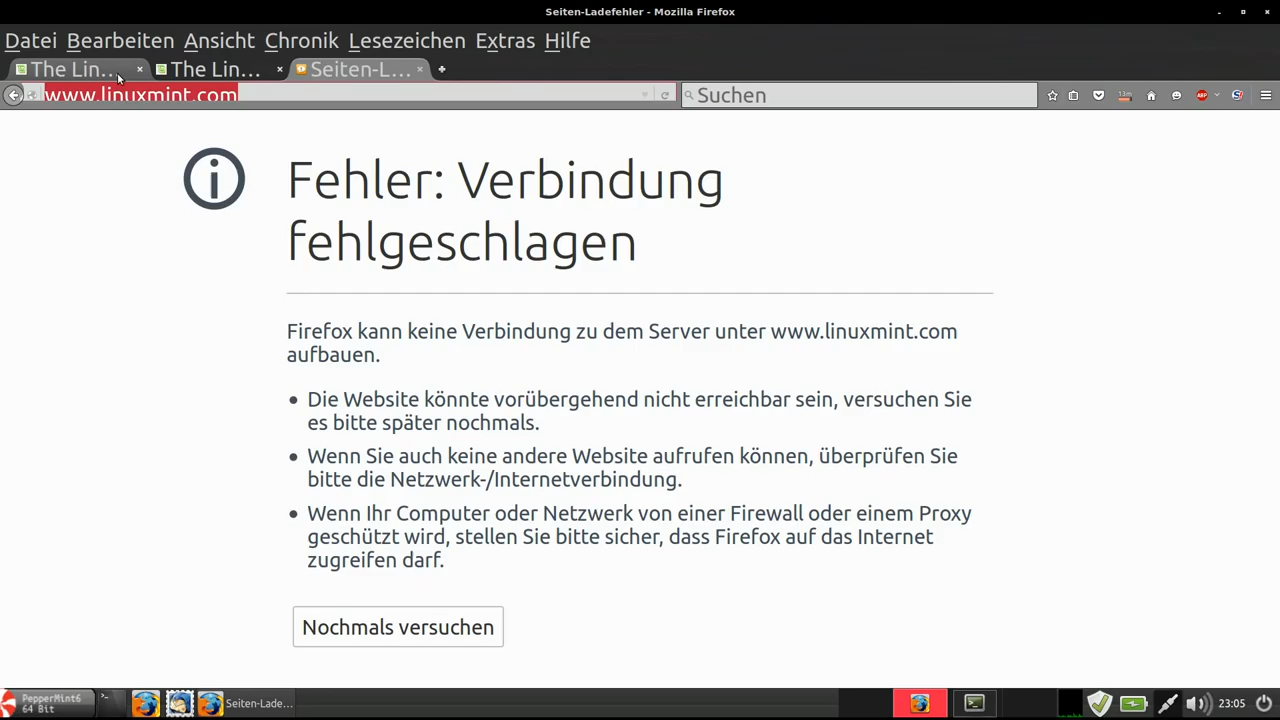 Seiten-Ladefehler - Mozilla Firefox
Datei Bearbeiten Ansicht Chronik Lesezeichen Extras Hilfe
The Lin... The Lin... Seiten-L...
www.linuxmint.com Suchen 13m ABP
Fehler: Verbindung
fehlgeschlagen
Firefox kann keine Verbindung zu dem Server unter www.linuxmint.com
aufbauen.
Die Website könnte vorübergehend nicht erreichbar sein, versuchen Sie
es bitte später nochmals.
Wenn Sie auch keine andere Website aufrufen können, überprüfen Sie
bitte die Netzwerk-/Internetverbindung.
Wenn Ihr Computer oder Netzwerk von einer Firewall oder einem Proxy
geschützt wird, stellen Sie bitte sicher, dass Firefox auf das Internet
zugreifen darf.
Nochmals versuchen
PepperMint6
64 Bit
Seiten-Lade... 23:05